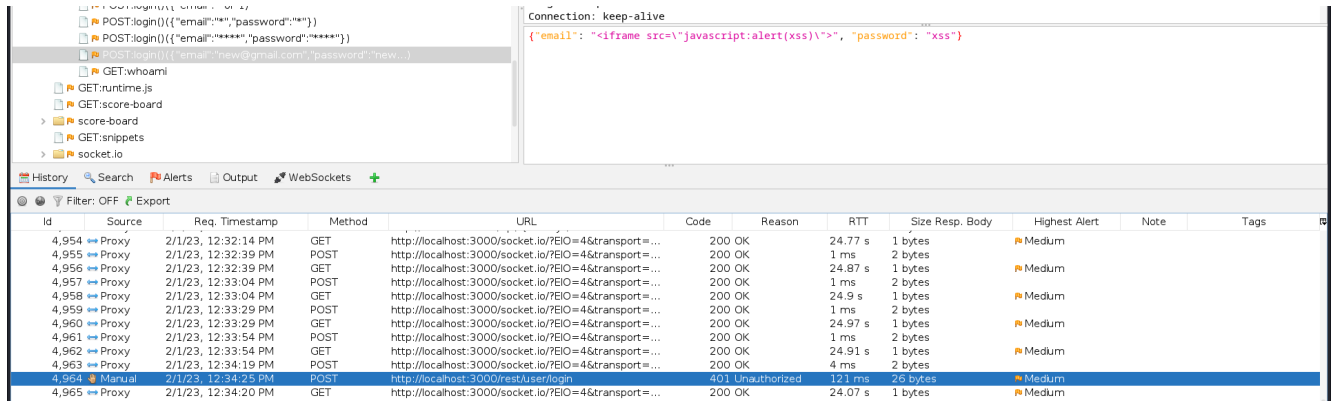 POST:login()({"email":"*","password":"*"})
POST:login()({"email":"****","password":"****"})
POST:login()({"email":"new@gmail.com","password":"new...)
GET:whoami
GET:runtime.js
GET:score-board
score-board
GET:snippets
socket.io
Connection: keep-alive
{"email": "<iframe src=\"javascript:alert(xss)\">", "password": "xss"}
History Search Alerts Output WebSockets
Filter: OFF Export
Id Source Req. Timestamp Method URL Code Reason RTT Size Resp. Body Highest Alert Note Tags
4,954 Proxy 2/1/23, 12:32:14 PM GET http://localhost:3000/socket.io/?EIO=4&transport=... 200 OK 24.77 s 1 bytes Medium
4,955 Proxy 2/1/23, 12:32:39 PM POST http://localhost:3000/socket.io/?EIO=4&transport=... 200 OK 1 ms 2 bytes
4,956 Proxy 2/1/23, 12:32:39 PM GET http://localhost:3000/socket.io/?EIO=4&transport=... 200 OK 24.87 s 1 bytes Medium
4,957 Proxy 2/1/23, 12:33:04 PM POST http://localhost:3000/socket.io/?EIO=4&transport=... 200 OK 1 ms 2 bytes
4,958 Proxy 2/1/23, 12:33:04 PM GET http://localhost:3000/socket.io/?EIO=4&transport=... 200 OK 24.9 s 1 bytes Medium
4,959 Proxy 2/1/23, 12:33:29 PM POST http://localhost:3000/socket.io/?EIO=4&transport=... 200 OK 1 ms 2 bytes
4,960 Proxy 2/1/23, 12:33:29 PM GET http://localhost:3000/socket.io/?EIO=4&transport=... 200 OK 24.97 s 1 bytes Medium
4,961 Proxy 2/1/23, 12:33:54 PM POST http://localhost:3000/socket.io/?EIO=4&transport=... 200 OK 1 ms 2 bytes
4,962 Proxy 2/1/23, 12:33:54 PM GET http://localhost:3000/socket.io/?EIO=4&transport=... 200 OK 24.91 s 1 bytes Medium
4,963 Proxy 2/1/23, 12:34:19 PM POST http://localhost:3000/socket.io/?EIO=4&transport=... 200 OK 4 ms 2 bytes
4,964 Manual 2/1/23, 12:34:25 PM POST http://localhost:3000/rest/user/login 401 Unauthorized 121 ms 26 bytes Medium
4,965 Proxy 2/1/23, 12:34:20 PM GET http://localhost:3000/socket.io/?EIO=4&transport=... 200 OK 24.07 s 1 bytes Medium